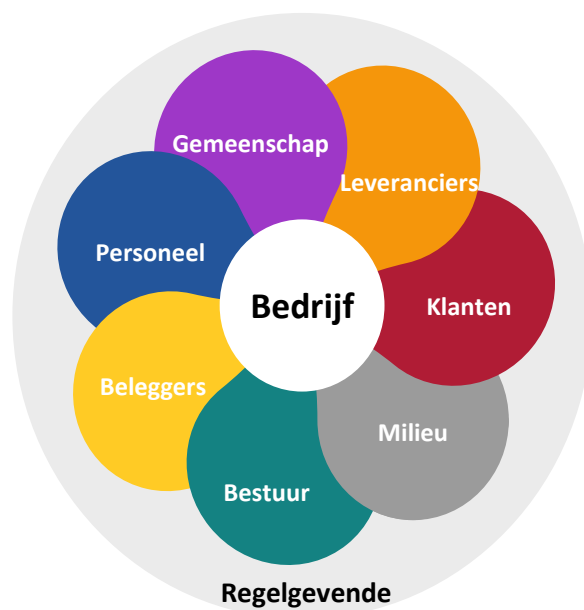 Gemeenschap
Leveranciers
Personeel
Klanten
Bedrijf
Beleggers
Milieu
Bestuur
Regelgevende